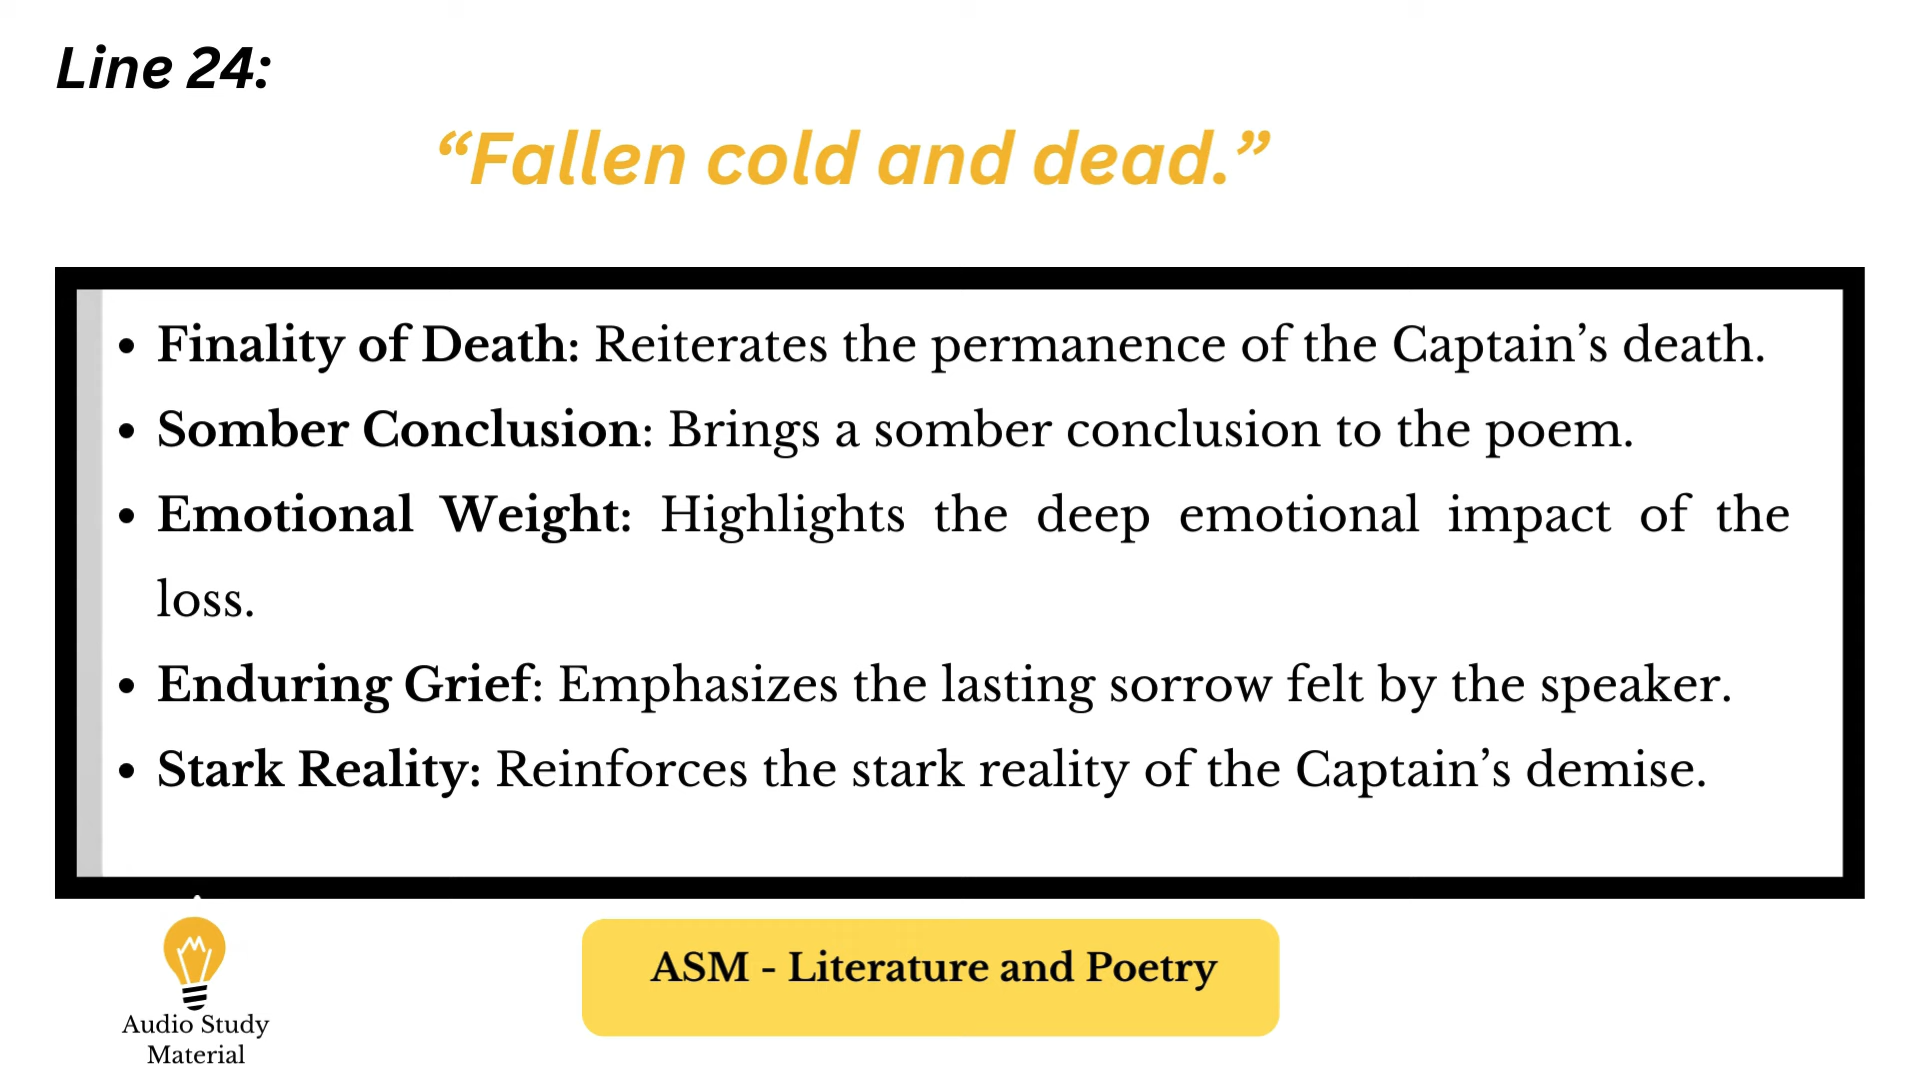 Line 24:
“Fallen cold and dead.”
• Finality of Death: Reiterates the permanence of the Captain’s death.
• Somber Conclusion: Brings a somber conclusion to the poem.
• Emotional Weight: Highlights the deep emotional impact of the
loss.
• Enduring Grief: Emphasizes the lasting sorrow felt by the speaker.
• Stark Reality: Reinforces the stark reality of the Captain’s demise.
ASM - Literature and Poetry
Audio Study
Material